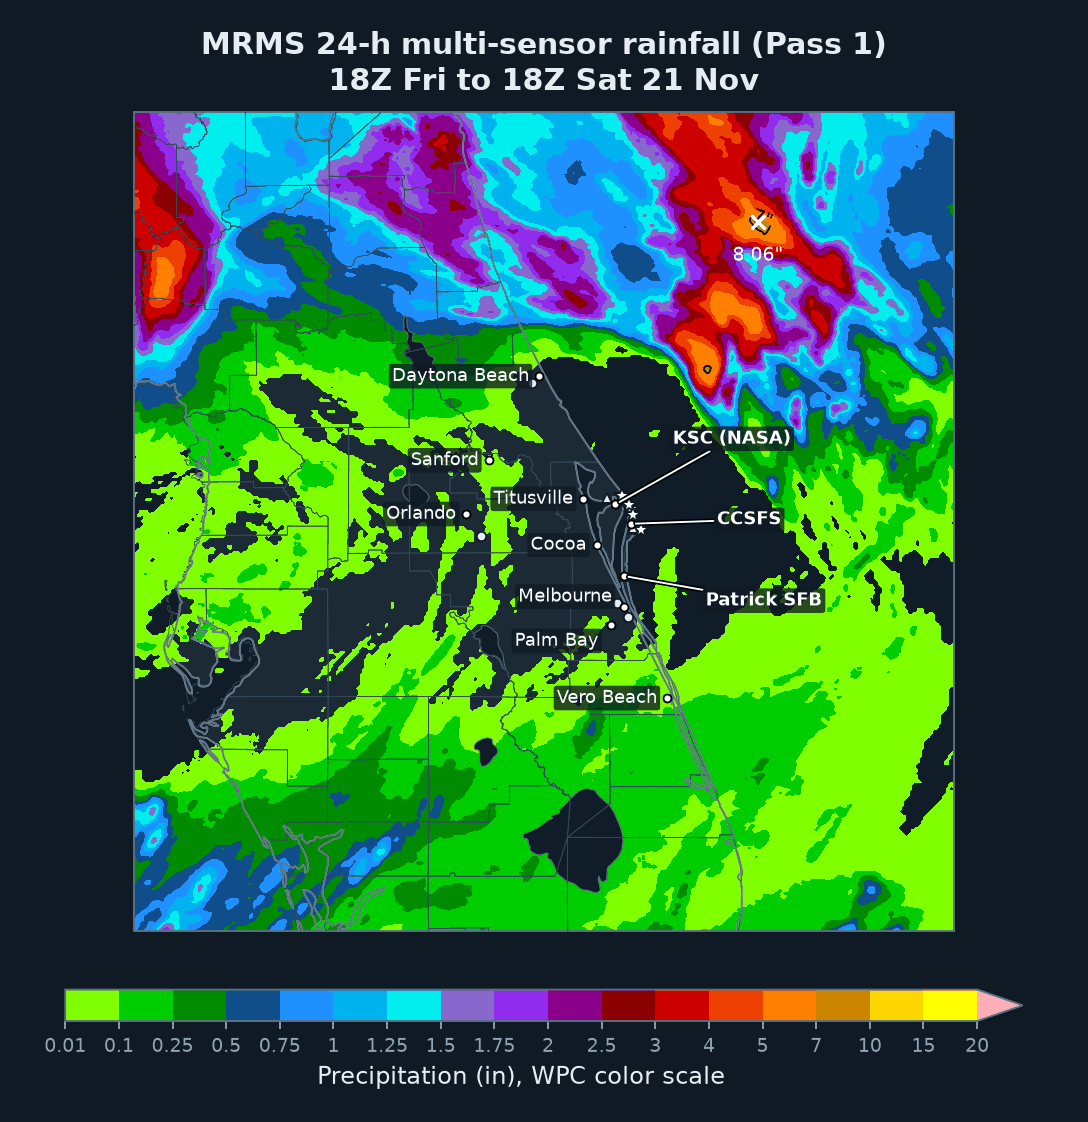 MRMS 24-h multi-sensor rainfall (Pass 1)
18Z Fri to 18Z Sat 21 Nov
7"
8.06"
Daytona Beach
KSC (NASA)
Sanford
Titusville
Orlando
CCSFS
Cocoa
Melbourne
Patrick SFB
Palm Bay
Vero Beach
0.01 0.1 0.25 0.5 0.75 1 1.25 1.5 1.75 2 2.5 3 4 5 7 10 15 20
Precipitation (in), WPC color scale